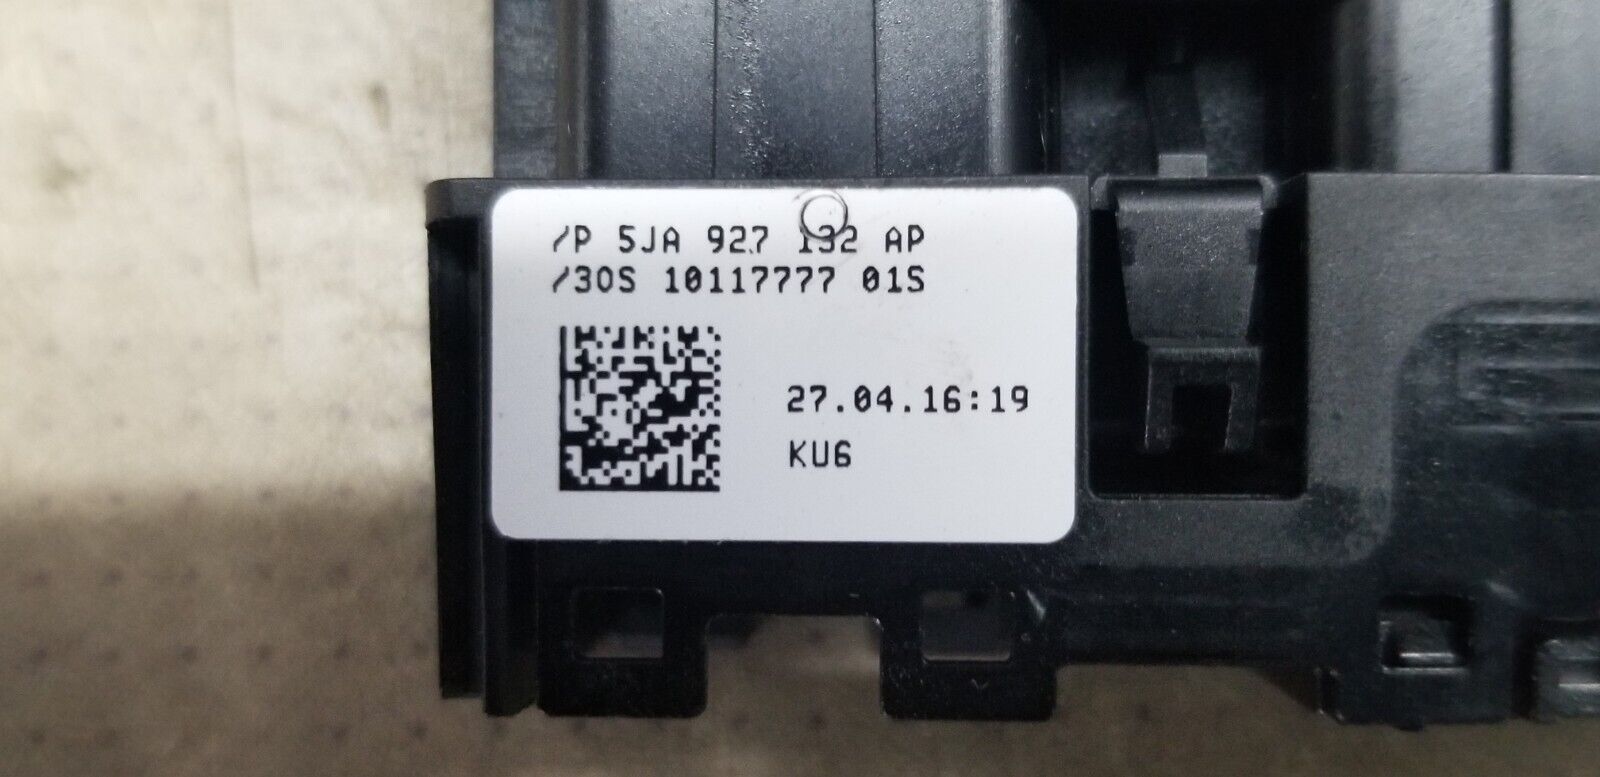 /P 5JA 927 132 AP
/30S 10117777 01S
27.04.16:19
KU6